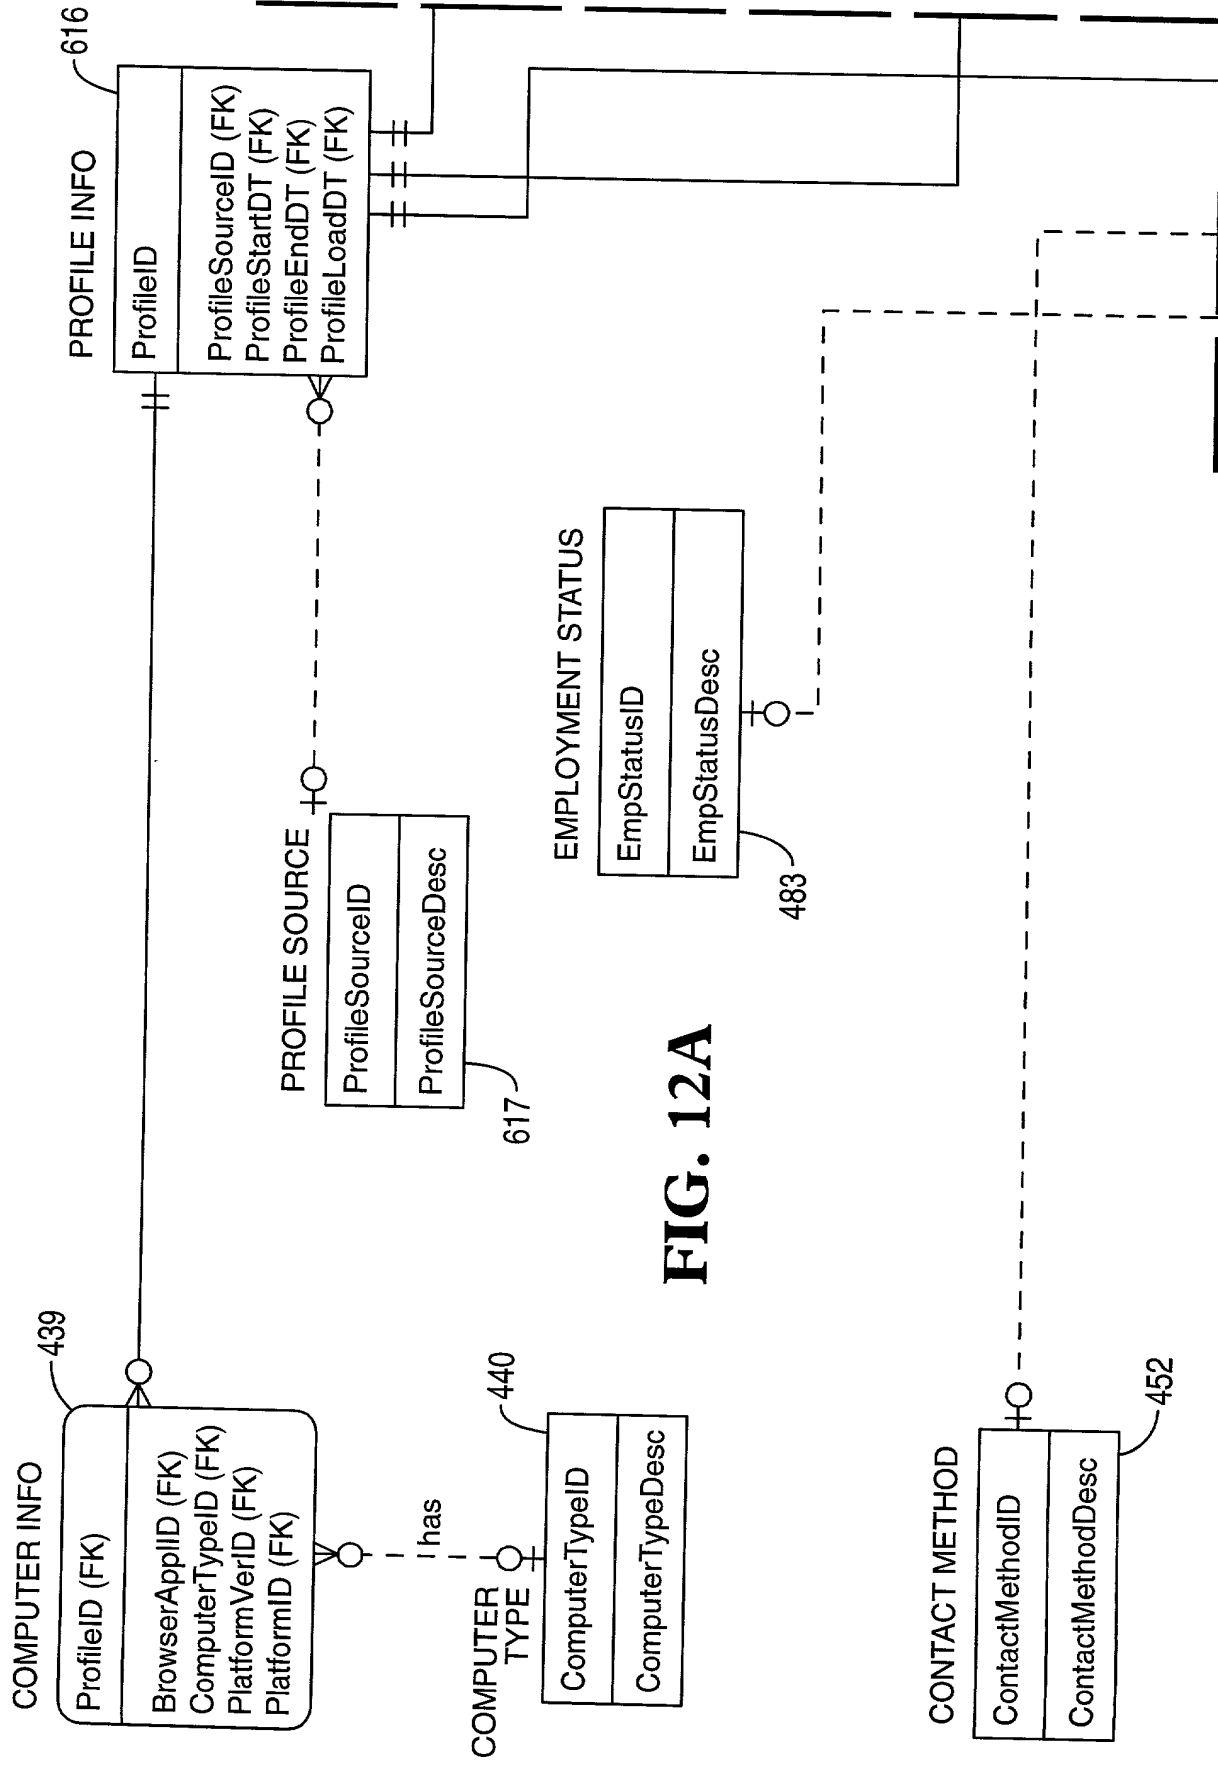 COMPUTER INFO
439
ProfileID (FK)
BrowserApplID (FK)
ComputerTypeID (FK)
PlatformVerID (FK)
PlatformID (FK)
has
COMPUTER
TYPE
440
ComputerTypeID
ComputerTypeDesc
CONTACT METHOD
ContactMethodID
ContactMethodDesc
452
PROFILE SOURCE
ProfileSourceID
ProfileSourceDesc
617
FIG. 12A
EMPLOYMENT STATUS
EmpStatusID
EmpStatusDesc
483
PROFILE INFO
616
ProfileID
ProfileSourceID (FK)
ProfileStartDT (FK)
ProfileEndDT (FK)
ProfileLoadDT (FK)